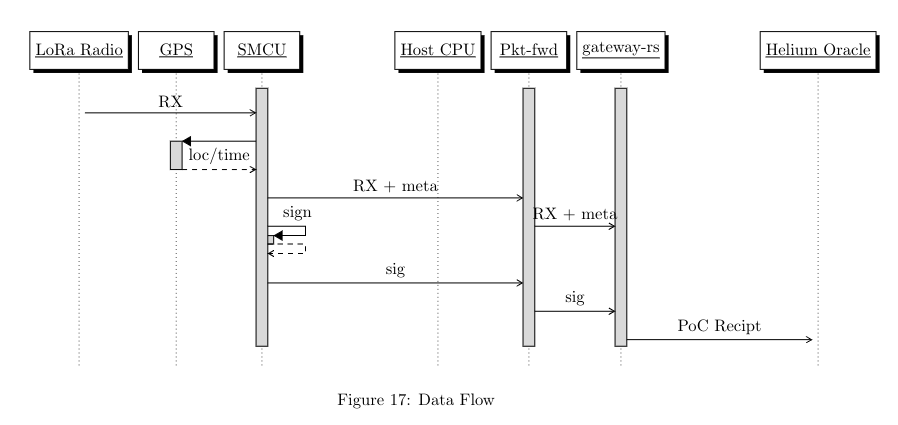 LoRa Radio GPS SMCU Host CPU Pkt-fwd gateway-rs Helium Oracle
RX
loc/time
RX + meta
sign
RX + meta
sig
sig
PoC Recipt
Figure 17: Data Flow